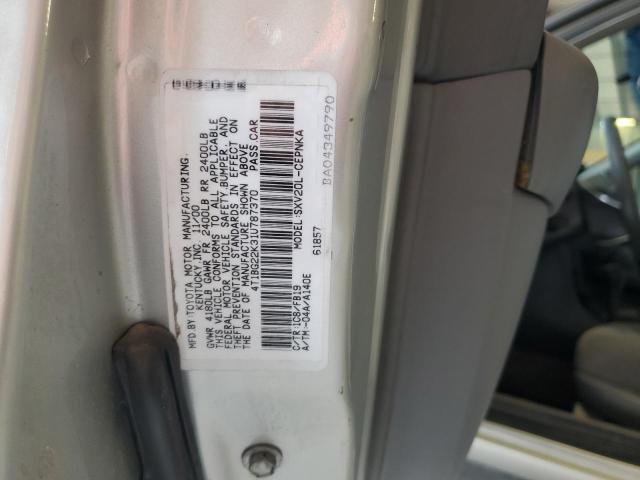 MFD.BY TOYOTA MOTOR MANUFACTURING,
KENTUCKY,INC. 11/00
GVWR 4180LB GAWR FR 2400LB RR 2400LB
THIS VEHICLE CONFORMS TO ALL APPLICABLE
FEDERAL MOTOR VEHICLE SAFETY,BUMPER, AND
THEFT PREVENTION STANDARDS IN EFFECT ON
THE DATE OF MANUFACTURE SHOWN ABOVE
4T1BG22K31U787370 PASS.CAR
C/TR:1C8/FB19 MODEL:SXV20L-CEPNKA
A/TM:-04A/A140E 61857
BA04349790